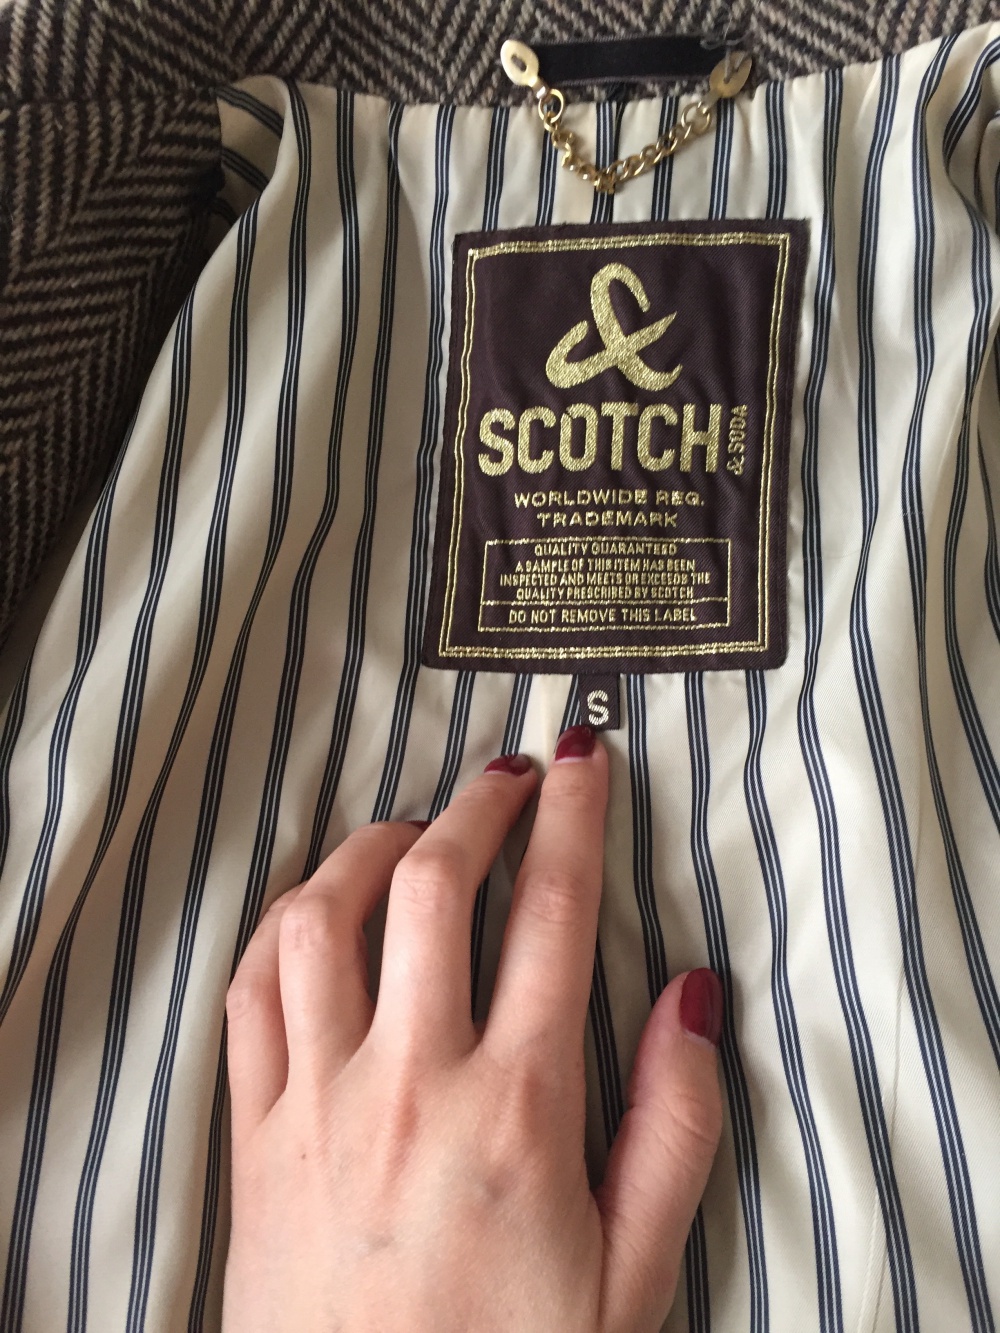 &
SCOTCH & SODA
WORLDWIDE REG.
TRADEMARK
QUALITY GUARANTEED
A SAMPLE OF THIS ITEM HAS BEEN
INSPECTED AND MEETS OR EXCEEDS THE
QUALITY PRESCRIBED BY SCOTCH
DO NOT REMOVE THIS LABEL
S